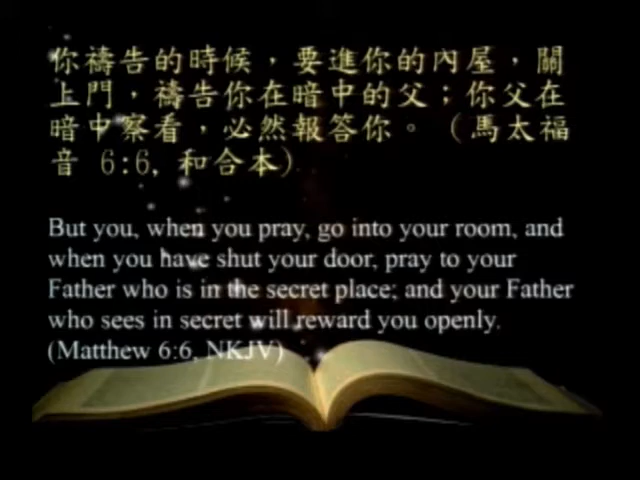 你禱告的時候，要進你的內屋，關
上門，禱告你在暗中的父；你父在
暗中察看，必然報答你。（馬太福
音 6:6, 和合本）
But you, when you pray, go into your room, and
when you have shut your door, pray to your
Father who is in the secret place; and your Father
who sees in secret will reward you openly.
(Matthew 6:6, NKJV)